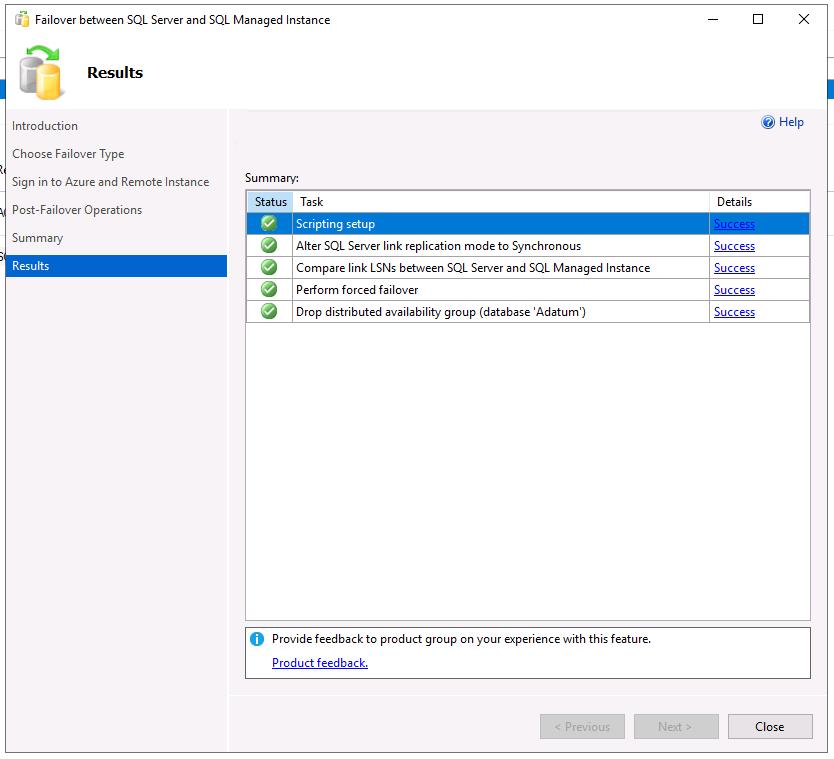 Failover between SQL Server and SQL Managed Instance
Results
Introduction
Choose Failover Type
Sign in to Azure and Remote Instance
Post-Failover Operations
Summary
Results
Help
Summary:
Status Task Details
Scripting setup Success
Alter SQL Server link replication mode to Synchronous Success
Compare link LSNs between SQL Server and SQL Managed Instance Success
Perform forced failover Success
Drop distributed availability group (database 'Adatum') Success
Provide feedback to product group on your experience with this feature.
Product feedback.
< Previous Next > Close